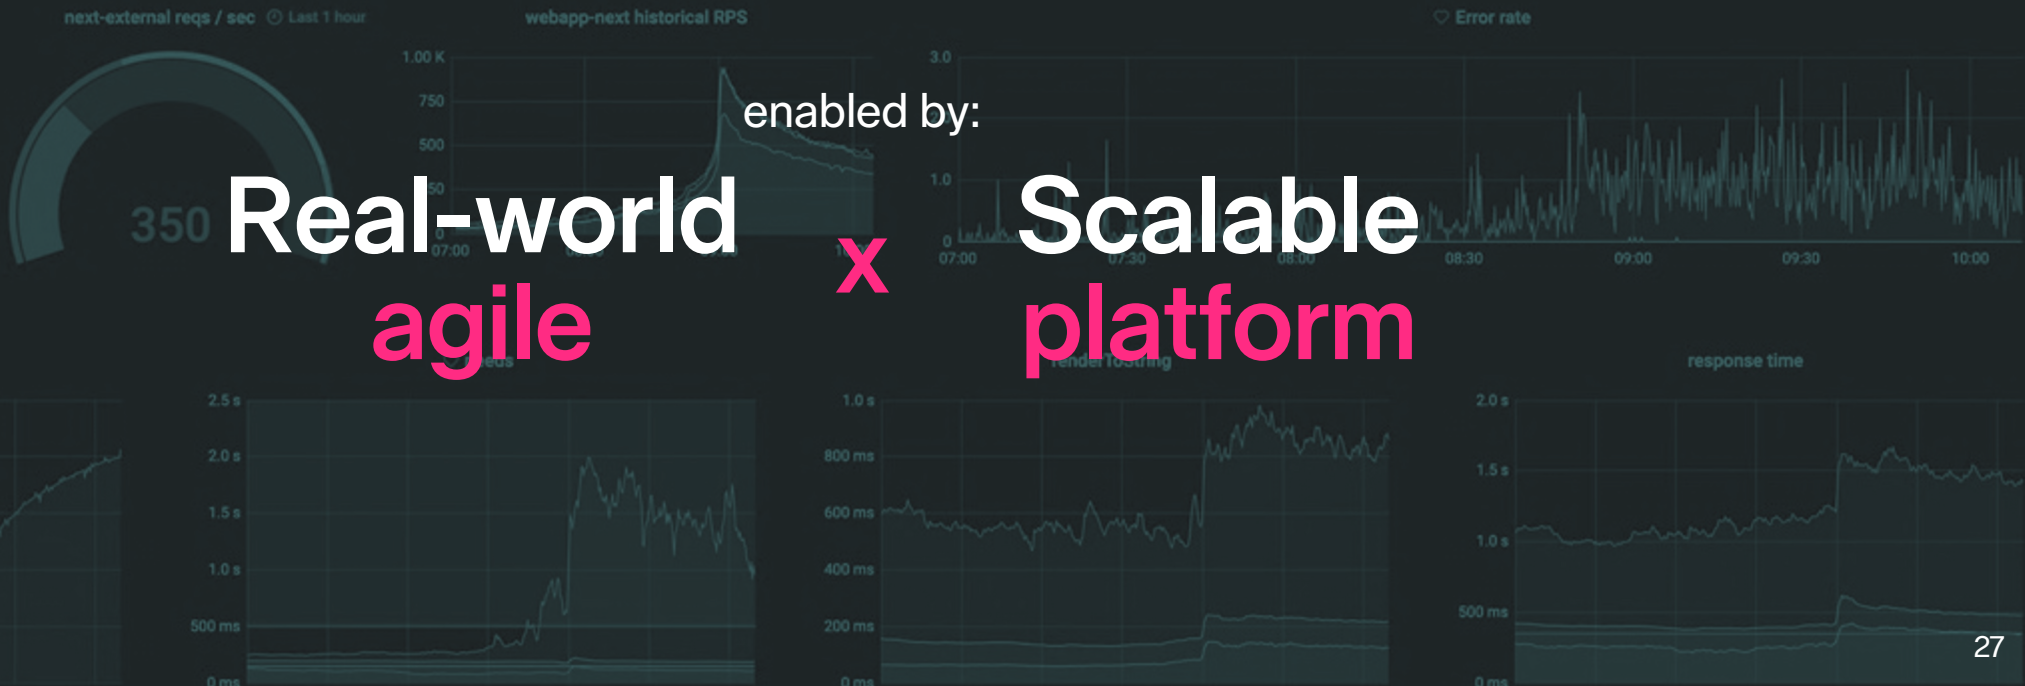 next-external reqs / sec Last 1 hour
webapp-next historical RPS
Error rate
1.00 K
750
500
3.0
1.0
0
350
07:00
07:00
07:30
08:00
08:30
09:00
09:30
10:00
enabled by:
Real-world
agile
x
Scalable
platform
renderToString
response time
2.5 s
2.0 s
1.5 s
1.0 s
500 ms
0 ms
1.0 s
800 ms
600 ms
400 ms
200 ms
0 ms
2.0 s
1.5 s
1.0 s
500 ms
0 ms
27